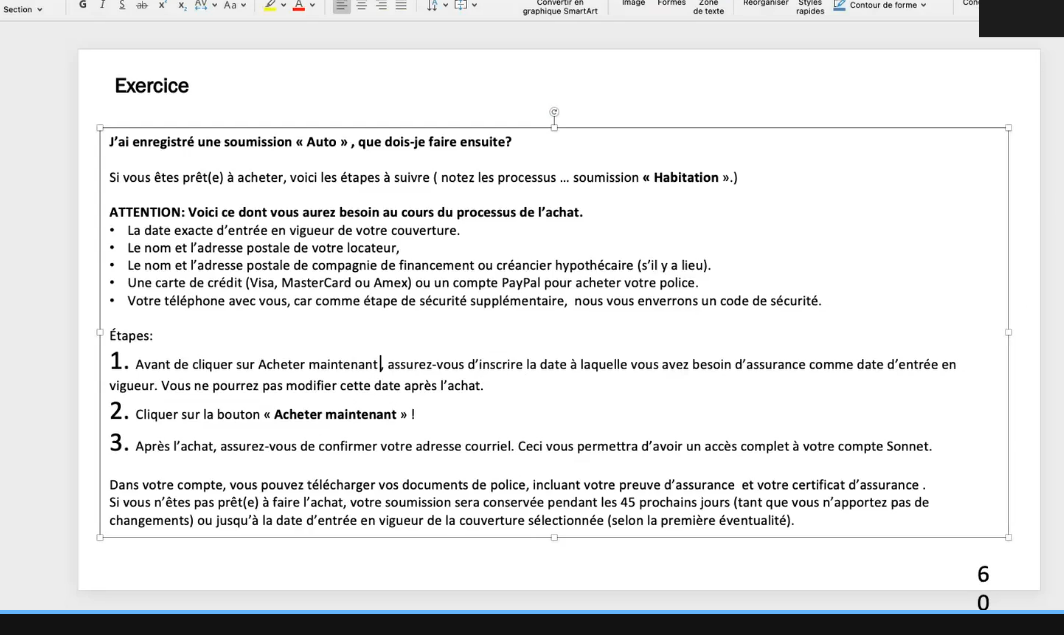 Section
G I S ab x² x₂ AV Aa A
Convertir en
graphique SmartArt
Image Formes Zone
de texte
Réorganiser Styles
rapides
Contour de forme
Exercice
J’ai enregistré une soumission « Auto » , que dois-je faire ensuite?
Si vous êtes prêt(e) à acheter, voici les étapes à suivre ( notez les processus ... soumission « Habitation ».)
ATTENTION: Voici ce dont vous aurez besoin au cours du processus de l’achat.
• La date exacte d’entrée en vigueur de votre couverture.
• Le nom et l’adresse postale de votre locateur,
• Le nom et l’adresse postale de compagnie de financement ou créancier hypothécaire (s’il y a lieu).
• Une carte de crédit (Visa, MasterCard ou Amex) ou un compte PayPal pour acheter votre police.
• Votre téléphone avec vous, car comme étape de sécurité supplémentaire, nous vous enverrons un code de sécurité.
Étapes:
1. Avant de cliquer sur Acheter maintenant, assurez-vous d’inscrire la date à laquelle vous avez besoin d’assurance comme date d’entrée en
vigueur. Vous ne pourrez pas modifier cette date après l’achat.
2. Cliquer sur la bouton « Acheter maintenant » !
3. Après l’achat, assurez-vous de confirmer votre adresse courriel. Ceci vous permettra d’avoir un accès complet à votre compte Sonnet.
Dans votre compte, vous pouvez télécharger vos documents de police, incluant votre preuve d’assurance et votre certificat d’assurance .
Si vous n’êtes pas prêt(e) à faire l’achat, votre soumission sera conservée pendant les 45 prochains jours (tant que vous n’apportez pas de
changements) ou jusqu’à la date d’entrée en vigueur de la couverture sélectionnée (selon la première éventualité).
6
0